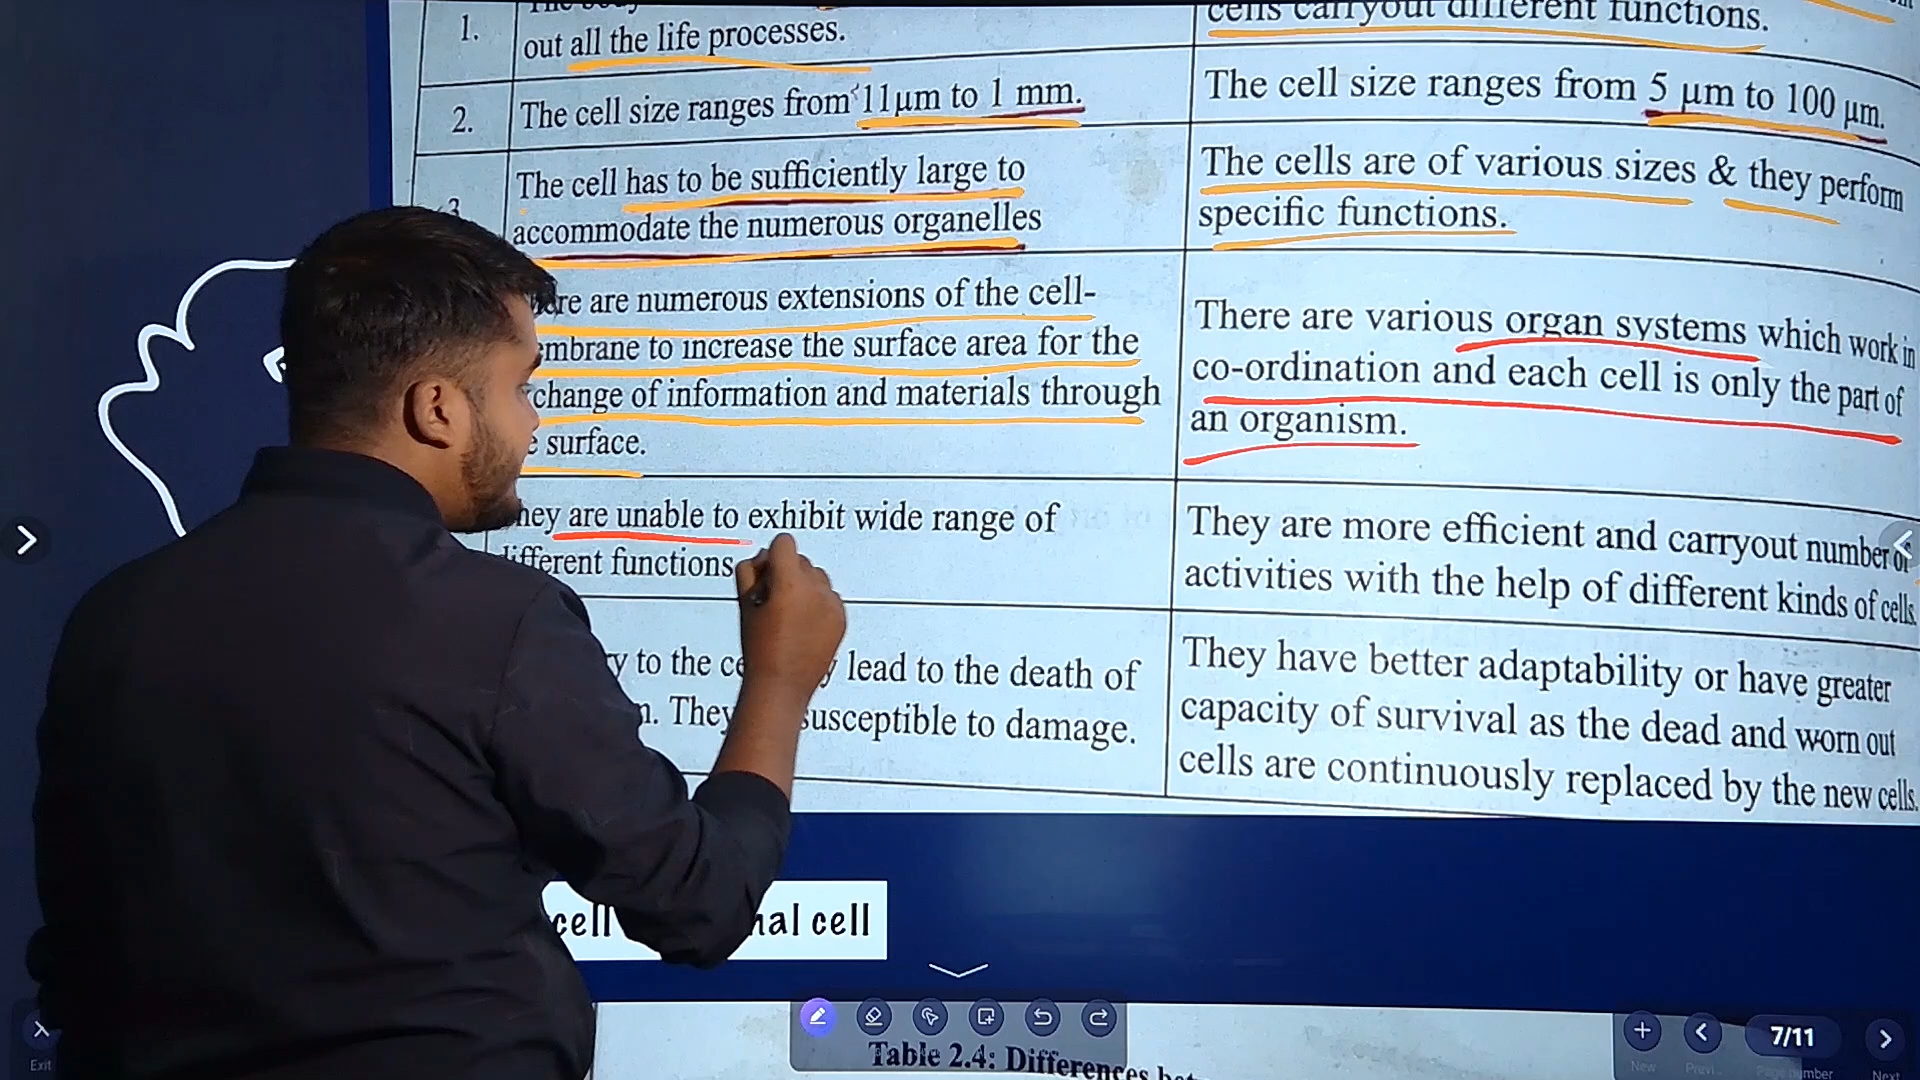 1.
out all the life processes.
cells carryout different functions.
2.
The cell size ranges from 11µm to 1 mm.
The cell size ranges from 5 µm to 100 µm.
3
The cell has to be sufficiently large to
accommodate the numerous organelles
The cells are of various sizes & they perform
specific functions.
are numerous extensions of the cell-
to increase the surface area for the
of information and materials through
surface.
There are various organ systems which work in
co-ordination and each cell is only the part of
an organism.
are unable to exhibit wide range of
functions
They are more efficient and carryout number of
activities with the help of different kinds of cells.
to the lead to the death of
susceptible to damage.
They have better adaptability or have greater
capacity of survival as the dead and worn out
cells are continuously replaced by the new cells.
cell cell
Table 2.4: Differences
Exit
New
7/11
Page number
Next